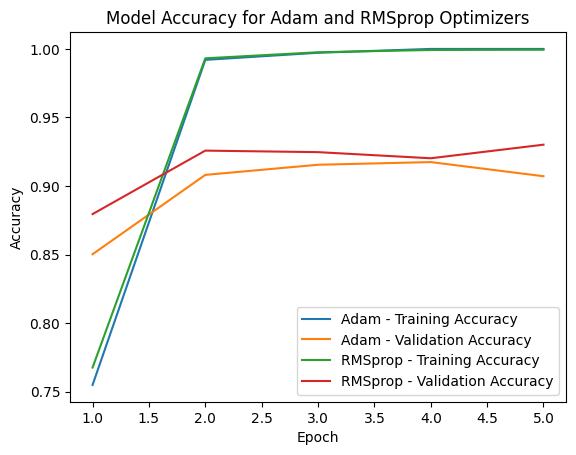 Model Accuracy for Adam and RMSprop Optimizers
1.00
0.95
0.90
0.85
0.80
0.75
Accuracy
Adam - Training Accuracy
Adam - Validation Accuracy
RMSprop - Training Accuracy
RMSprop - Validation Accuracy
1.0 1.5 2.0 2.5 3.0 3.5 4.0 4.5 5.0
Epoch